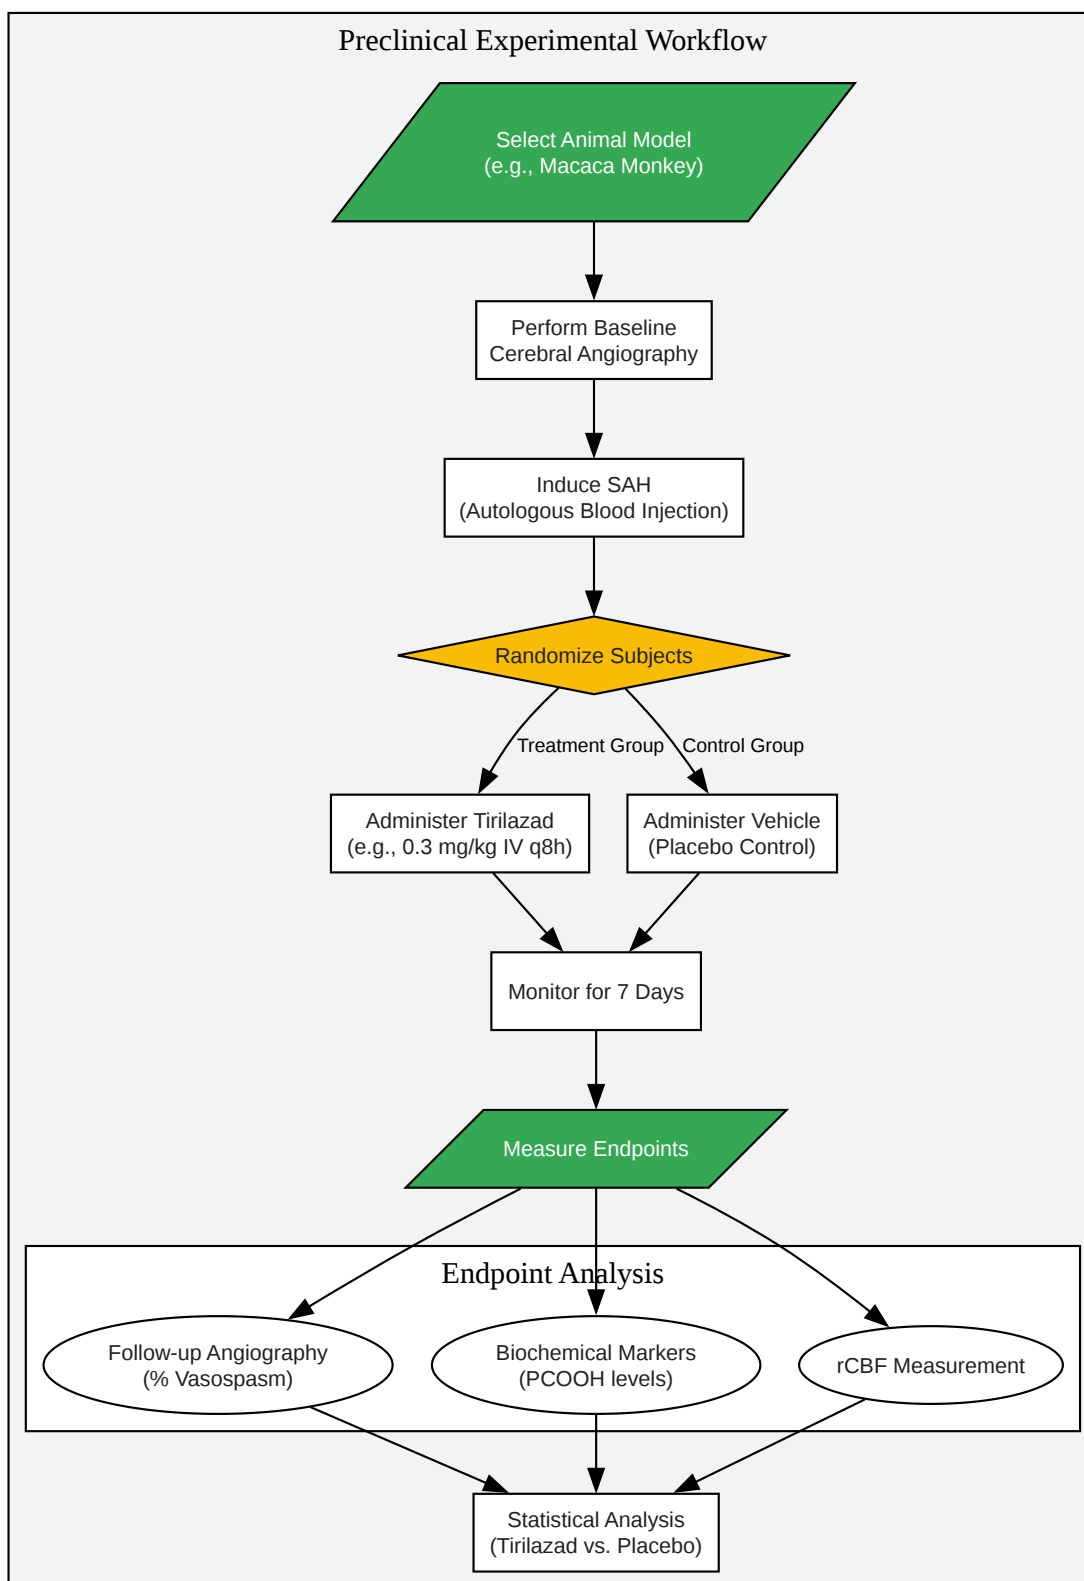 Preclinical Experimental Workflow
Select Animal Model
(e.g., Macaca Monkey)
Perform Baseline
Cerebral Angiography
Induce SAH
(Autologous Blood Injection)
Randomize Subjects
Treatment Group
Control Group
Administer Tirilazad
(e.g., 0.3 mg/kg IV q8h)
Administer Vehicle
(Placebo Control)
Monitor for 7 Days
Measure Endpoints
Endpoint Analysis
Follow-up Angiography
(% Vasospasm)
Biochemical Markers
(PCOOH levels)
rCBF Measurement
Statistical Analysis
(Tirilazad vs. Placebo)